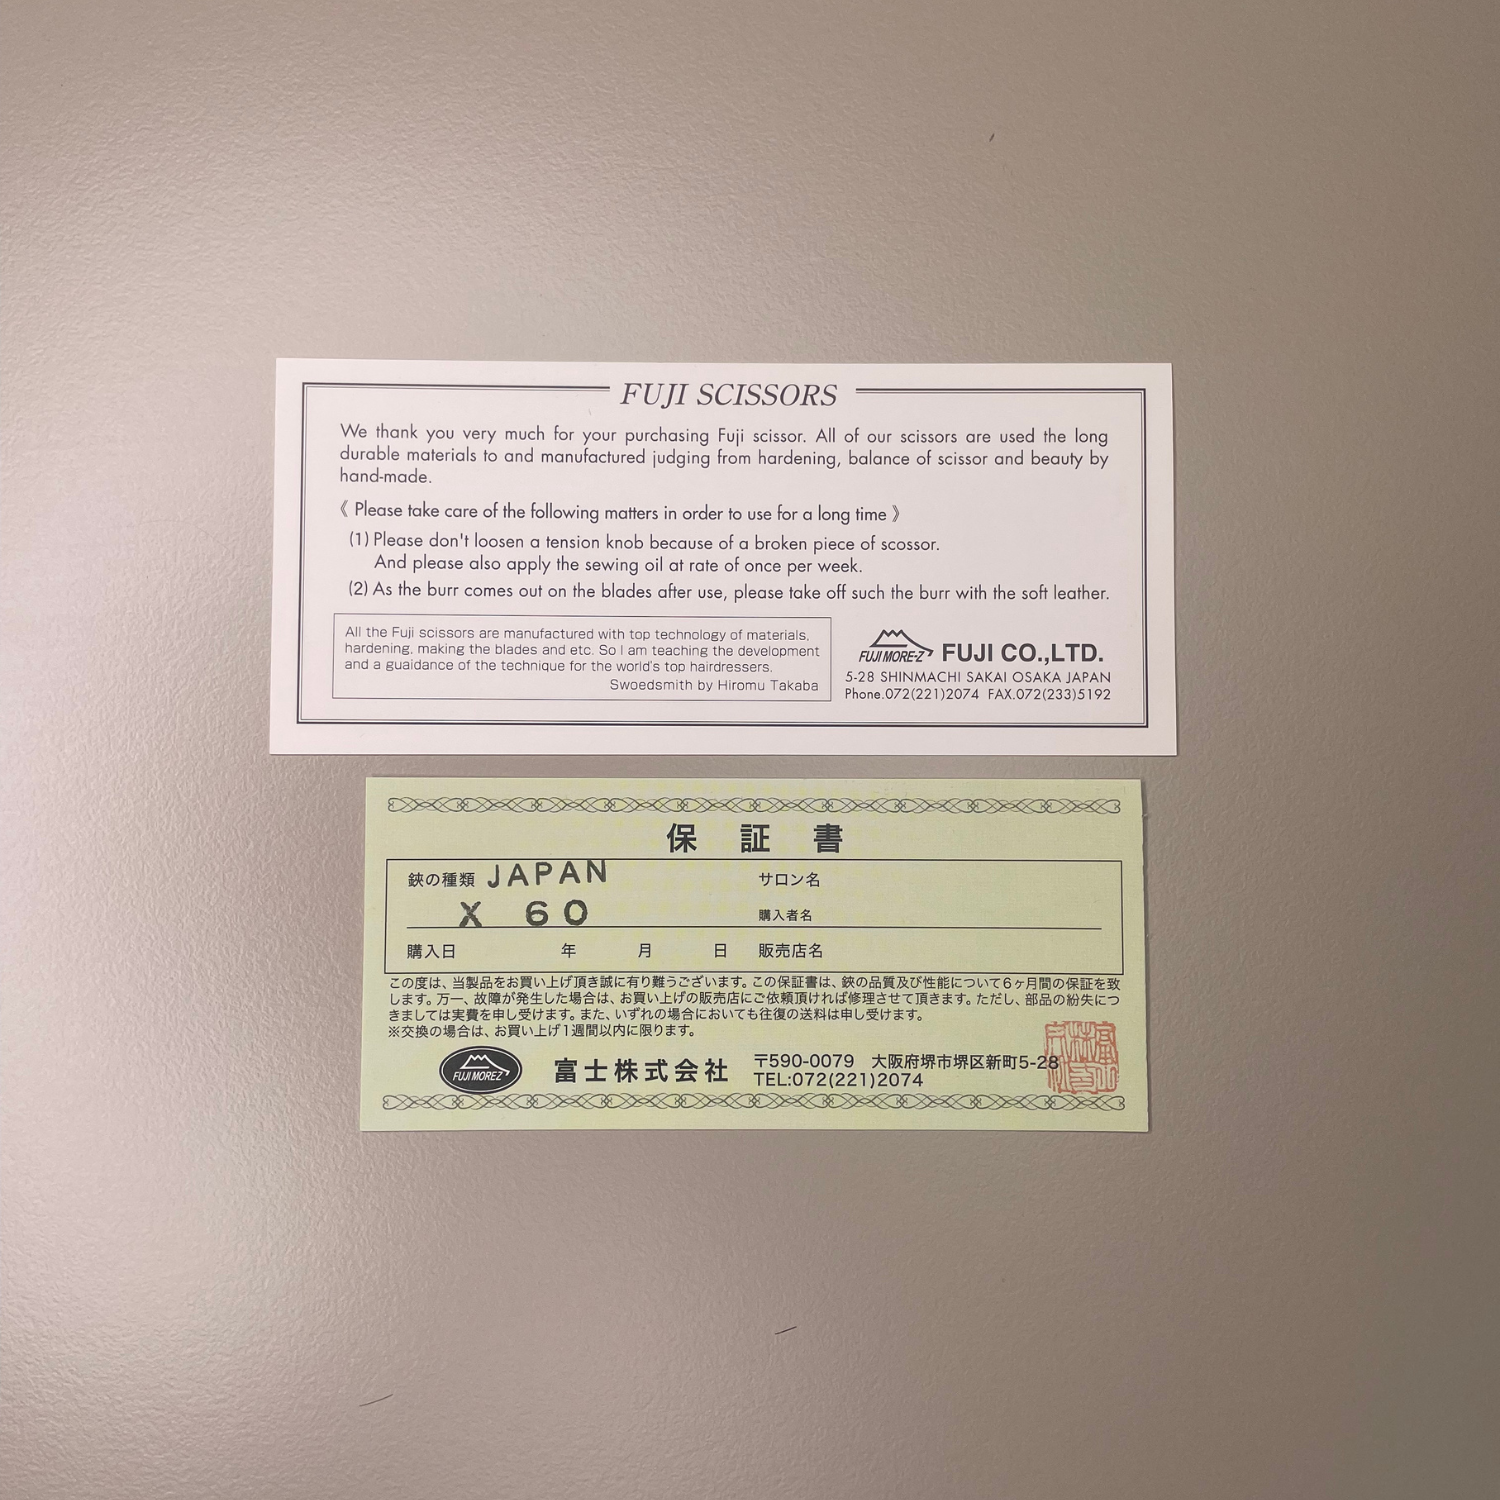 FUJI SCISSORS
We thank you very much for your purchasing Fuji scissor. All of our scissors are used the long
durable materials to and manufactured judging from hardening, balance of scissor and beauty by
hand-made.
《 Please take care of the following matters in order to use for a long time 》
(1) Please don't loosen a tension knob because of a broken piece of scossor.
And please also apply the sewing oil at rate of once per week.
(2) As the burr comes out on the blades after use, please take off such the burr with the soft leather.
All the Fuji scissors are manufactured with top technology of materials,
hardening, making the blades and etc. So I am teaching the development
and a guaidance of the technique for the world's top hairdressers.
Swoedsmith by Hiromu Takaba
FUJI MORE-Z FUJI CO.,LTD.
5-28 SHINMACHI SAKAI OSAKA JAPAN
Phone.072(221)2074 FAX.072(233)5192
保 証 書
鋏の種類 JAPAN サロン名
X 60 購入者名
購入日 年 月 日 販売店名
この度は、当製品をお買い上げ頂き誠に有り難うございます。この保証書は、鋏の品質及び性能について6ヶ月間の保証を致
します。万一、故障が発生した場合は、お買い上げの販売店にご依頼頂ければ修理させて頂きます。ただし、部品の紛失につ
きましては実費を申し受けます。また、いずれの場合においても往復の送料は申し受けます。
※交換の場合は、お買い上げ1週間以内に限ります。
FUJI MOREZ 富士株式会社 〒590-0079 大阪府堺市堺区新町5-28
TEL:072(221)2074